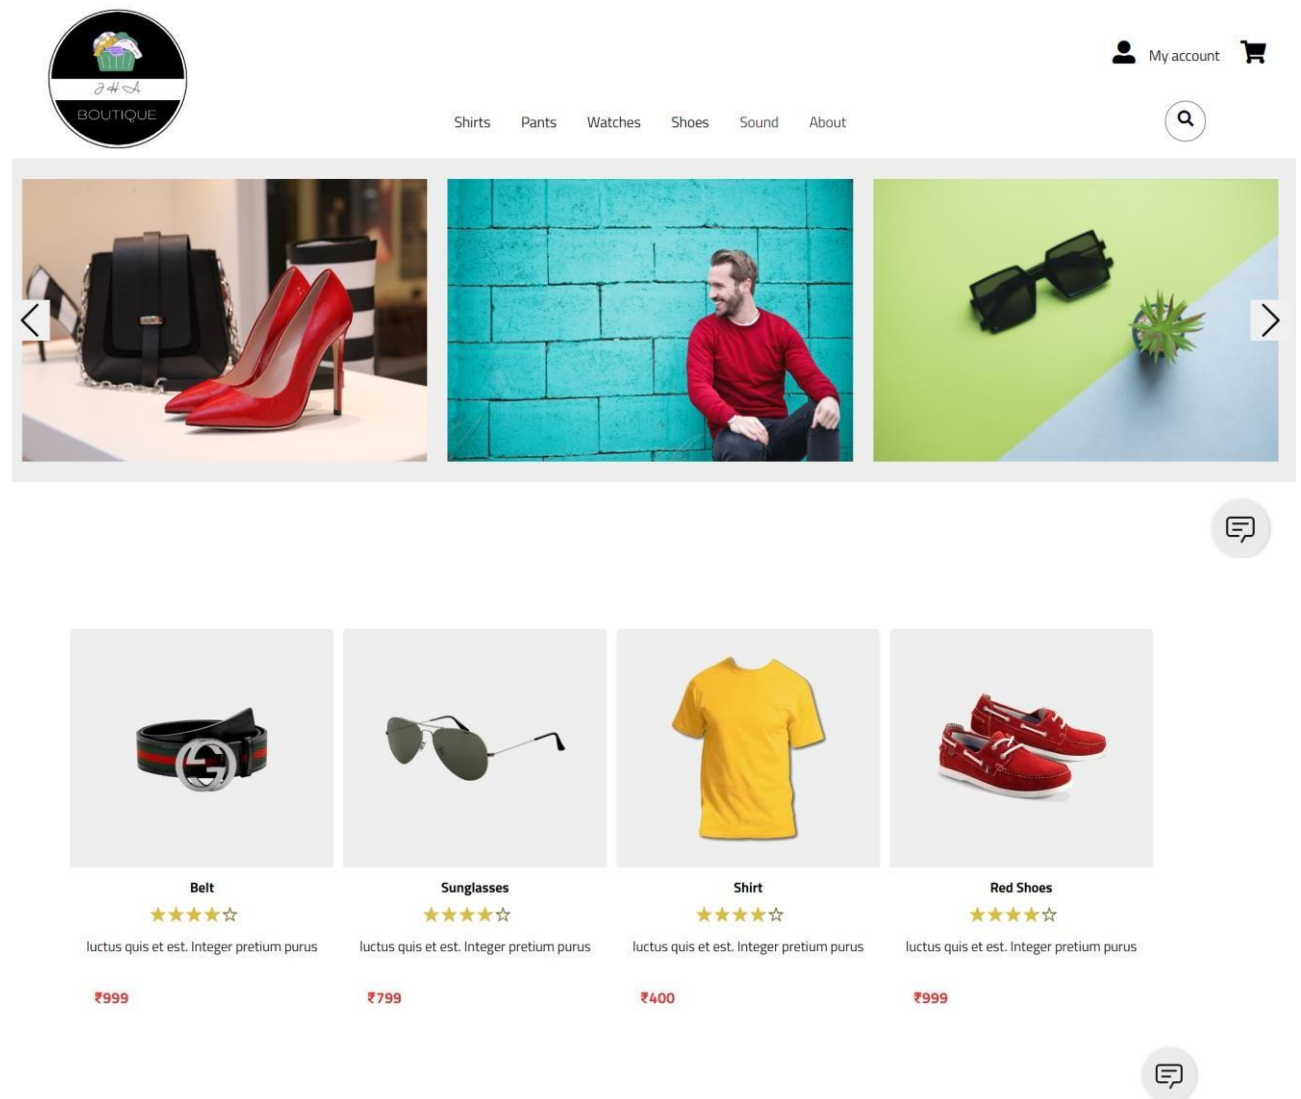 JHA
BOUTIQUE
My account
Shirts Pants Watches Shoes Sound About
Belt Sunglasses Shirt Red Shoes
luctus quis et est. Integer pretium purus luctus quis et est. Integer pretium purus luctus quis et est. Integer pretium purus luctus quis et est. Integer pretium purus
₹999 ₹799 ₹400 ₹999